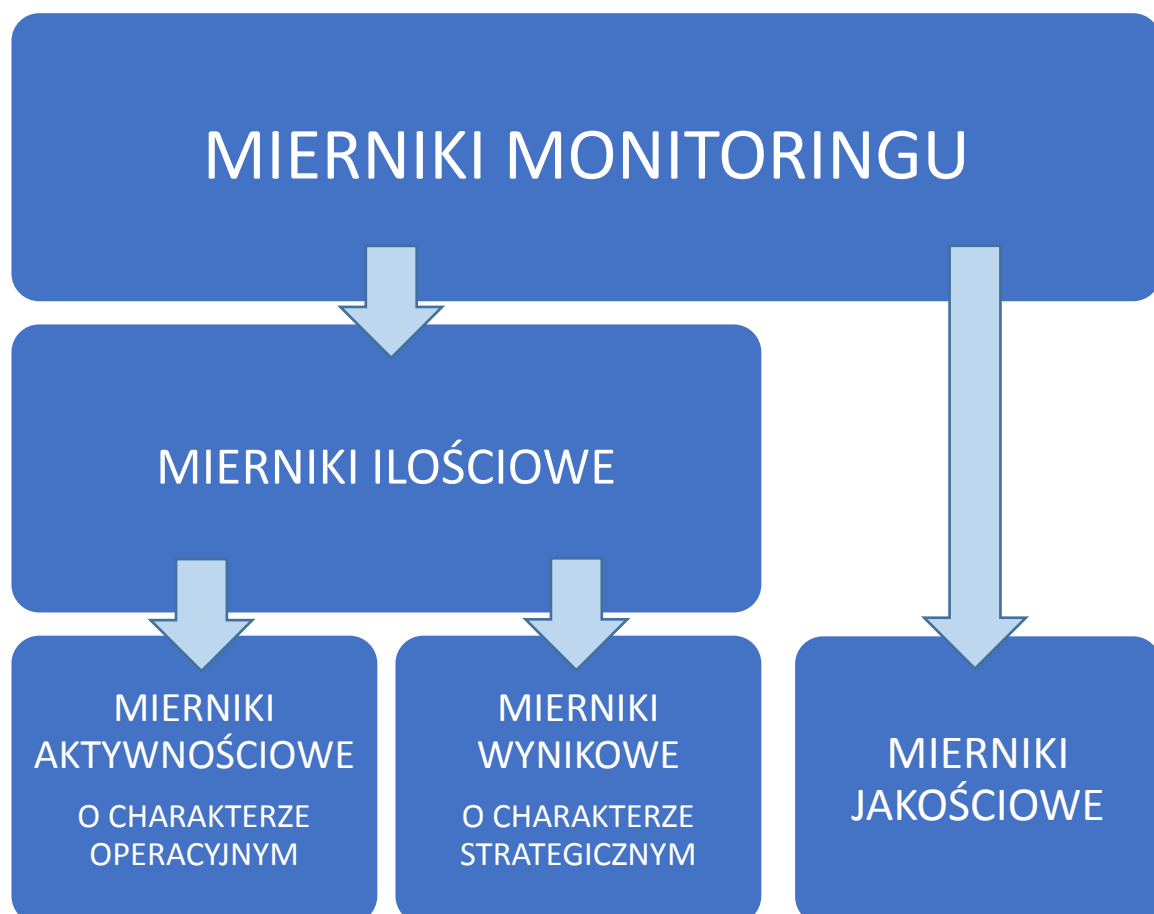 MIERNIKI MONITORINGU
MIERNIKI ILOŚCIOWE
MIERNIKI
AKTYWNOŚCIOWE
O CHARAKTERZE
OPERACYJNYM
MIERNIKI
WYNIKOWE
O CHARAKTERZE
STRATEGICZNYM
MIERNIKI
JAKOŚCIOWE